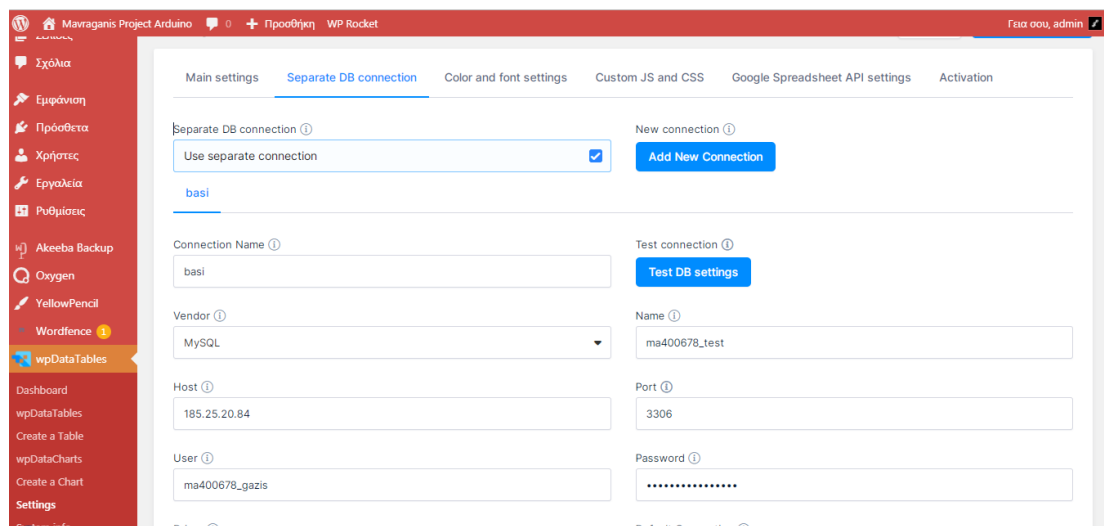 Mavraganis Project Arduino 0 Προσθήκη WP Rocket Γεια σου, admin
Σχόλια
Εμφάνιση
Πρόσθετα
Χρήστες
Εργαλεία
Ρυθμίσεις
Akeeba Backup
Oxygen
YellowPencil
Wordfence 1
wpDataTables
Dashboard
wpDataTables
Create a Table
wpDataCharts
Create a Chart
Settings
Main settings Separate DB connection Color and font settings Custom JS and CSS Google Spreadsheet API settings Activation
Separate DB connection New connection
Use separate connection Add New Connection
basi
Connection Name Test connection
basi Test DB settings
Vendor Name
MySQL ma400678_test
Host Port
185.25.20.84 3306
User Password
ma400678_gazis ••••••••••••••••